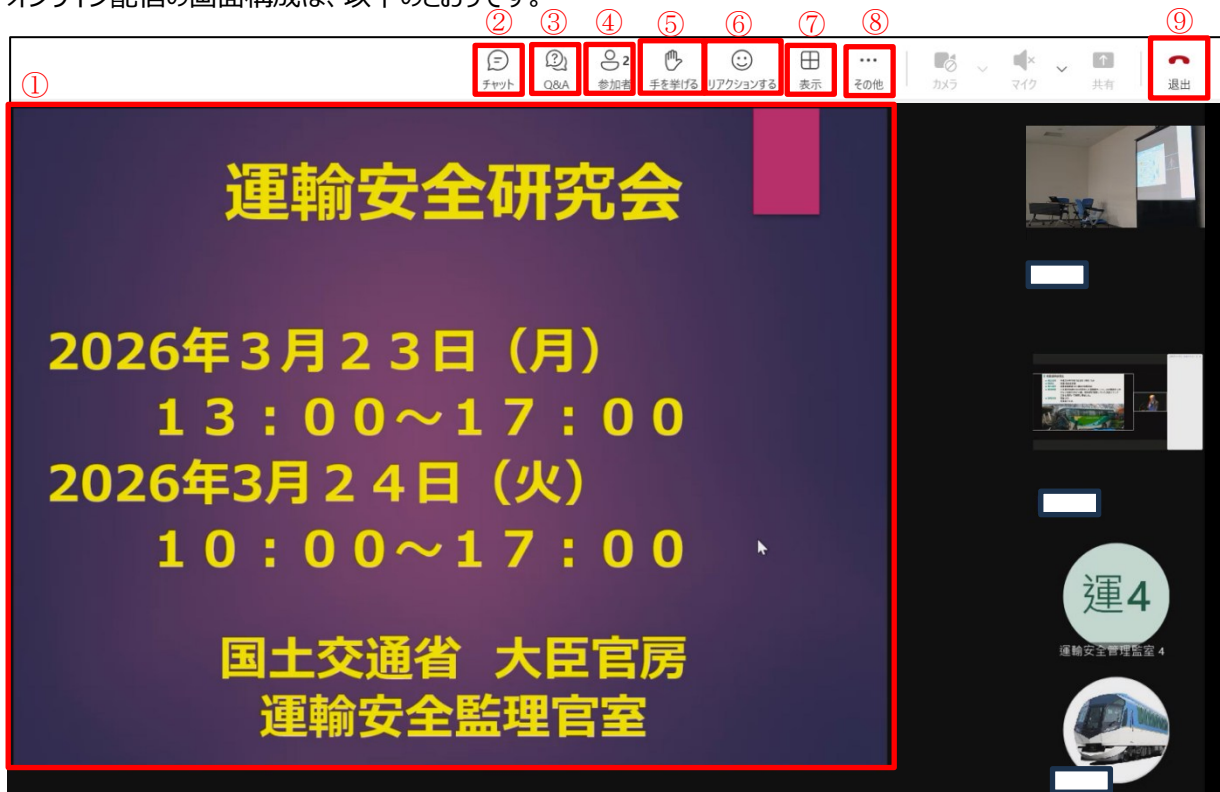 オンライン配信の画面構成は、以下のとおりです。
② ③ ④ ⑤ ⑥ ⑦ ⑧ ⑨
2
チャット Q&A 参加者 手を挙げる リアクションする 表示 その他 カメラ マイク 共有 退出
①
運輸安全研究会
2026年3月２３日（月）
１３：００～１７：００
2026年3月２４日（火）
１０：００～１７：００
国土交通省 大臣官房
運輸安全監理官室
運4
運輸安全管理監室 4